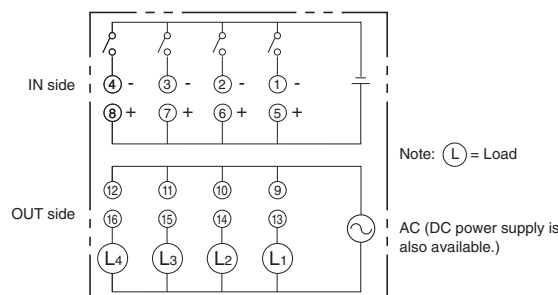 IN side
4 - 3 - 2 - 1 -
8 + 7 + 6 + 5 +
Note: L = Load
12 11 10 9
OUT side
16 15 14 13
AC (DC power supply is
also available.)
L4 L3 L2 L1